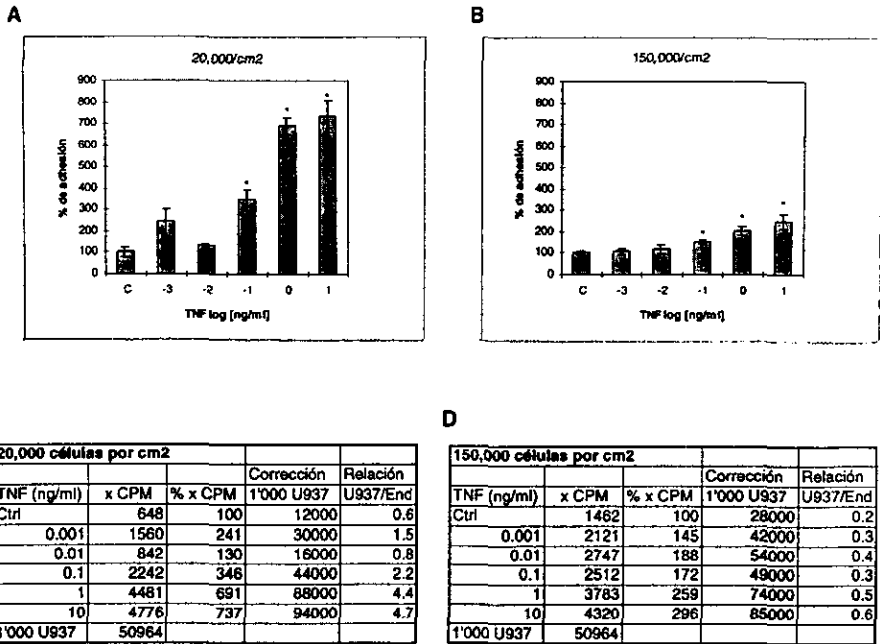 A
B
20,000/cm2
150,000/cm2
900
800
700
600
500
400
300
200
100
0
% de adhesión
C -3 -2 -1 0 1
TNF log [ng/ml]
900
800
700
600
500
400
300
200
100
0
% de adhesión
C -3 -2 -1 0 1
TNF log [ng/ml]
D
20,000 células por cm2
Corrección Relación
TNF (ng/ml) x CPM % x CPM 1'000 U937 U937/End
Ctrl 648 100 12000 0.6
0.001 1560 241 30000 1.5
0.01 842 130 16000 0.8
0.1 2242 346 44000 2.2
1 4481 691 88000 4.4
10 4776 737 94000 4.7
'000 U937 50964
150,000 células por cm2
Corrección Relación
TNF (ng/ml) x CPM % x CPM 1'000 U937 U937/End
Ctrl 1462 100 28000 0.2
0.001 2121 145 42000 0.3
0.01 2747 188 54000 0.4
0.1 2512 172 49000 0.3
1 3783 259 74000 0.5
10 4320 296 85000 0.6
1'000 U937 50964